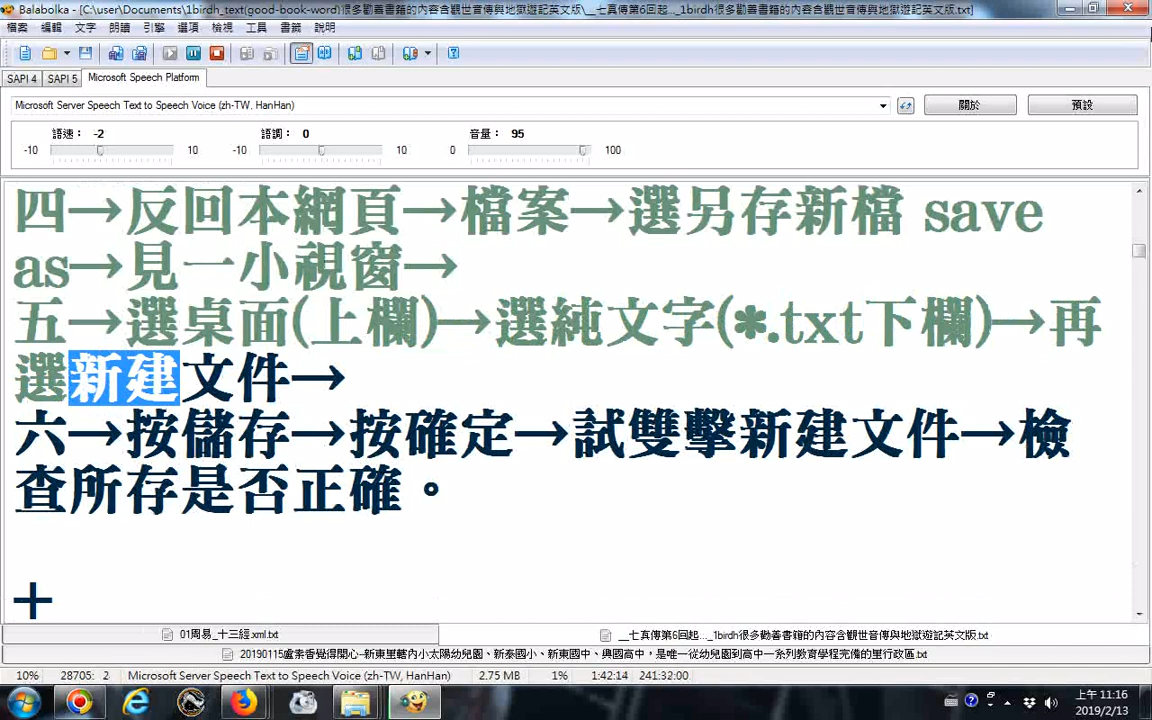 Balabolka - [C:\user\Documents\1birdh_text(good-book-word)很多勸善書籍的內容含觀世音傳與地獄遊記英文版\__七真傳第6回起..._1birdh很多勸善書籍的內容含觀世音傳與地獄遊記英文版.txt]
檔案 編輯 文字 朗讀 引擎 選項 檢視 工具 書籤 說明
SAPI 4 SAPI 5 Microsoft Speech Platform
Microsoft Server Speech Text to Speech Voice (zh-TW, HanHan) 關於 預設
語速： -2 語調： 0 音量： 95
-10 10 -10 10 0 100
四→反回本網頁→檔案→選另存新檔 save
as→見一小視窗→
五→選桌面(上欄)→選純文字(*.txt下欄)→再
選新建文件→
六→按儲存→按確定→試雙擊新建文件→檢
查所存是否正確。
+
01周易_十三經.xml.txt __七真傳第6回起..._1birdh很多勸善書籍的內容含觀世音傳與地獄遊記英文版.txt
20190115盧素香覺得開心-新東里轄內小太陽幼兒園、新泰國小、新東國中、典國高中，是唯一從幼兒園到高中一系列教育學程完備的里行政區.txt
10% 28705: 2 Microsoft Server Speech Text to Speech Voice (zh-TW, HanHan) 2.75 MB 1% 1:42:14 241:32:00
上午 11:16
2019/2/13